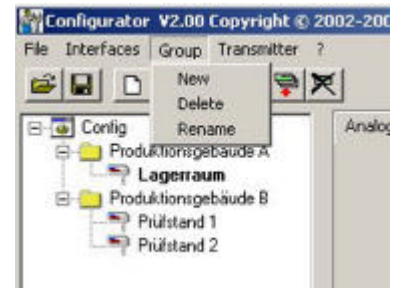 Configurator V2.00 Copyright © 2002-200
File Interfaces Group Transmitter ?
New
Delete
Rename
Config
Produktionsgebäude A
Lagerraum
Produktionsgebäude B
Prüfstand 1
Prüfstand 2
Analog